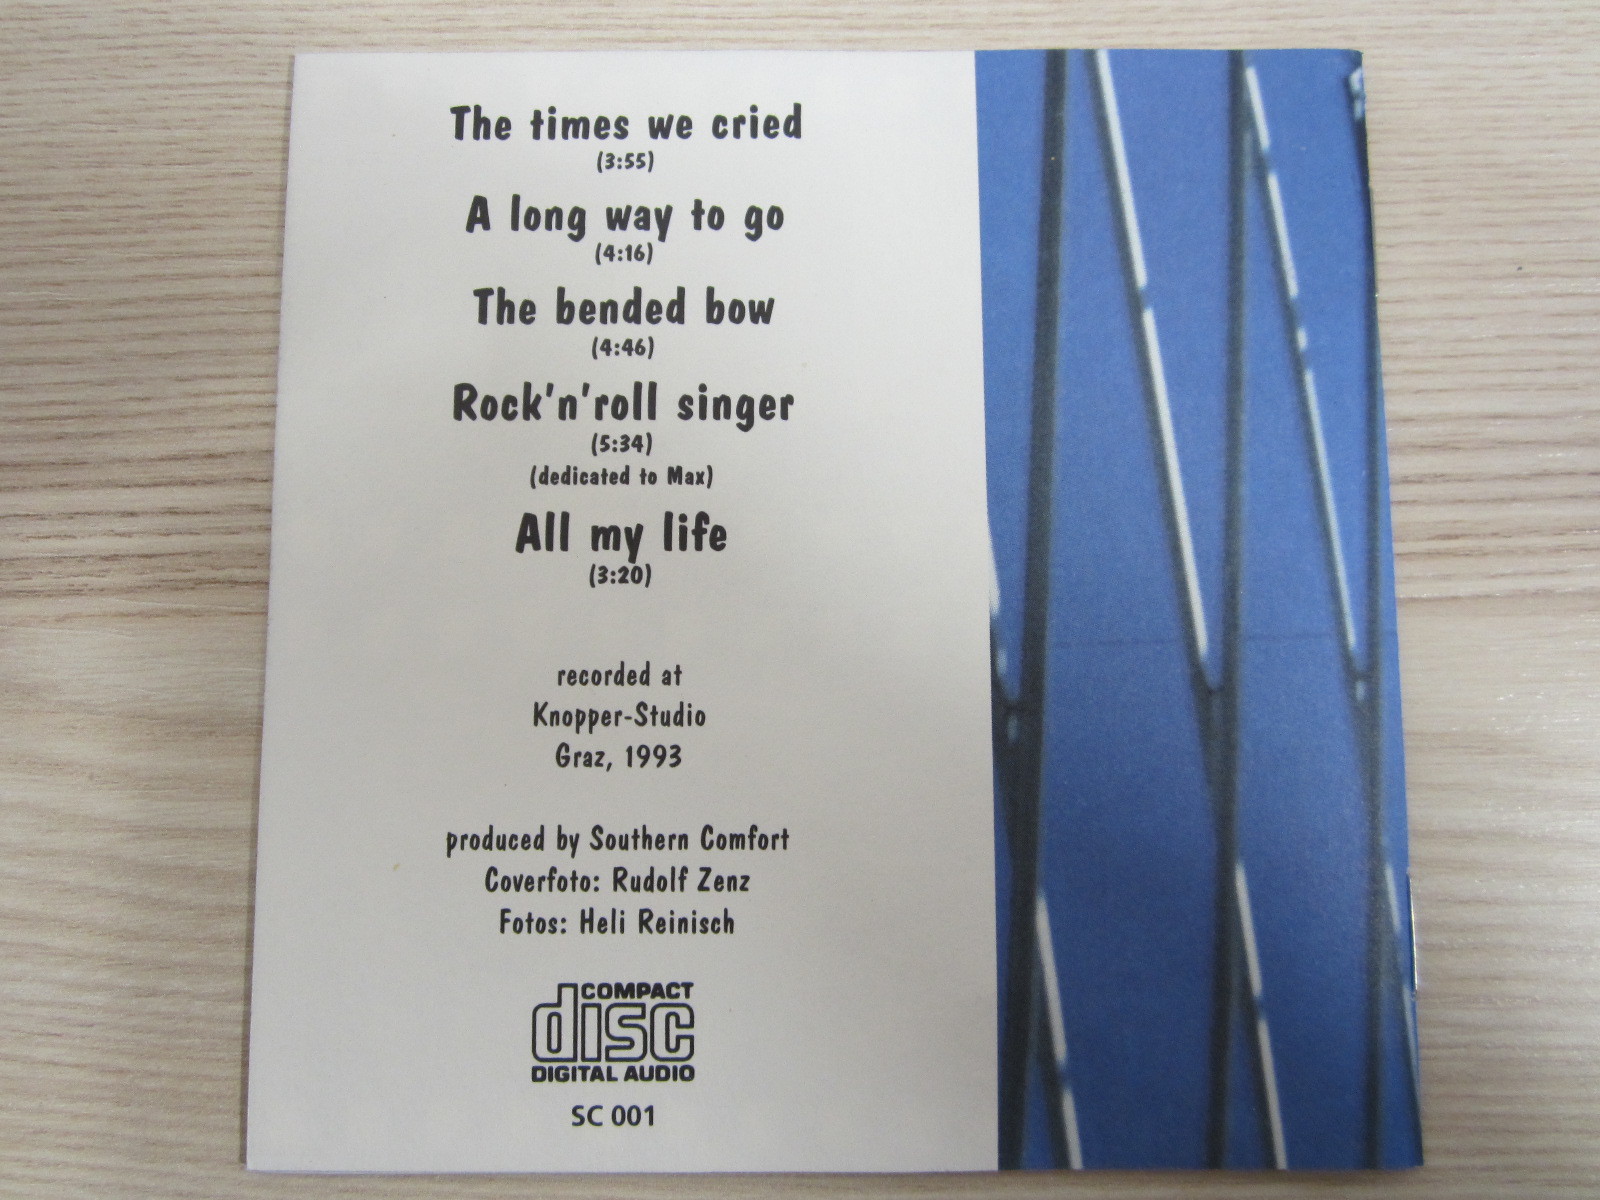 The times we cried
(3:55)
A long way to go
(4:16)
The bended bow
(4:46)
Rock'n'roll singer
(5:34)
(dedicated to Max)
All my life
(3:20)
recorded at
Knopper-Studio
Graz, 1993
produced by Southern Comfort
Coverfoto: Rudolf Zenz
Fotos: Heli Reinisch
COMPACT
disc
DIGITAL AUDIO
SC 001